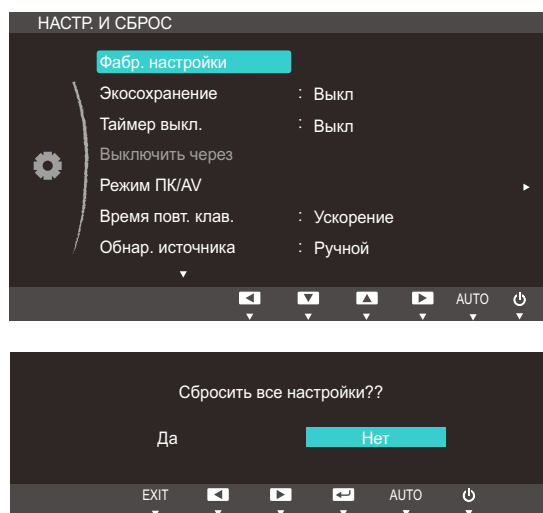 НАСТР. И СБРОС
Фабр. настройки
Экосохранение : Выкл
Таймер выкл. : Выкл
Выключить через
Режим ПК/AV
Время повт. клав. : Ускорение
Обнар. источника : Ручной
AUTO
Сбросить все настройки??
Да Нет
EXIT AUTO